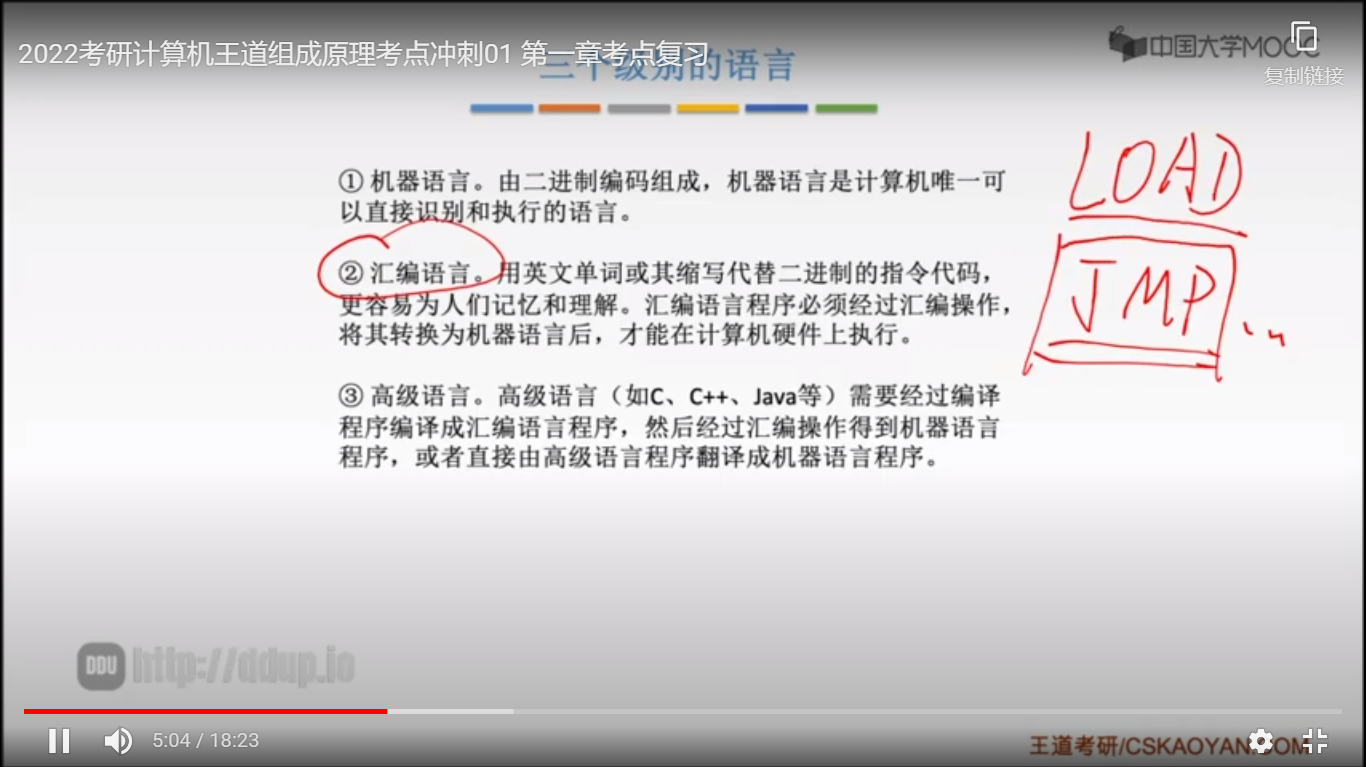 2022考研计算机王道组成原理考点冲刺01 第一章考点复习
三个级别的语言
中国大学MOOC
复制链接
① 机器语言。由二进制编码组成，机器语言是计算机唯一可
以直接识别和执行的语言。
② 汇编语言。用英文单词或其缩写代替二进制的指令代码，
更容易为人们记忆和理解。汇编语言程序必须经过汇编操作，
将其转换为机器语言后，才能在计算机硬件上执行。
③ 高级语言。高级语言（如C、C++、Java等）需要经过编译
程序编译成汇编语言程序，然后经过汇编操作得到机器语言
程序，或者直接由高级语言程序翻译成机器语言程序。
LOAD
JMP
DDU http://ddup.io
5:04 / 18:23
王道考研/CSKAOYAN.COM